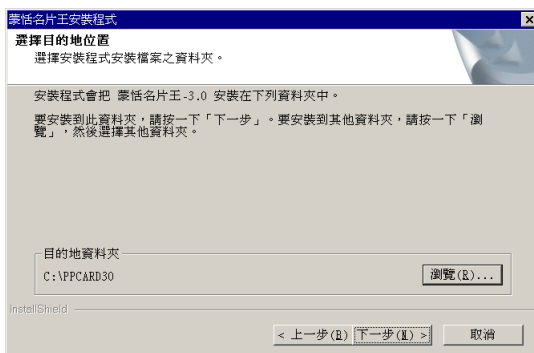 蒙恬名片王安裝程式
選擇目的地位置
選擇安裝程式安裝檔案之資料夾。
安裝程式會把 蒙恬名片王-3.0 安裝在下列資料夾中。
要安裝到此資料夾，請按一下「下一步」。要安裝到其他資料夾，請按一下「瀏
覽」，然後選擇其他資料夾。
目的地資料夾
C:\PPCARD30
瀏覽(R)...
InstallShield
< 上一步(B)
下一步(N) >
取消